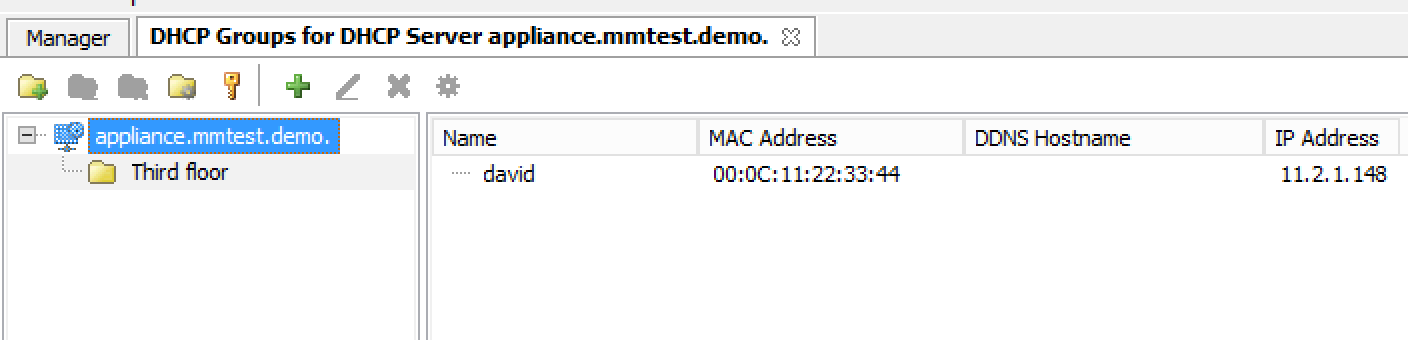 Manager
DHCP Groups for DHCP Server appliance.mmtest.demo.
appliance.mmtest.demo.
Third floor
Name MAC Address DDNS Hostname IP Address
david 00:0C:11:22:33:44 11.2.1.148